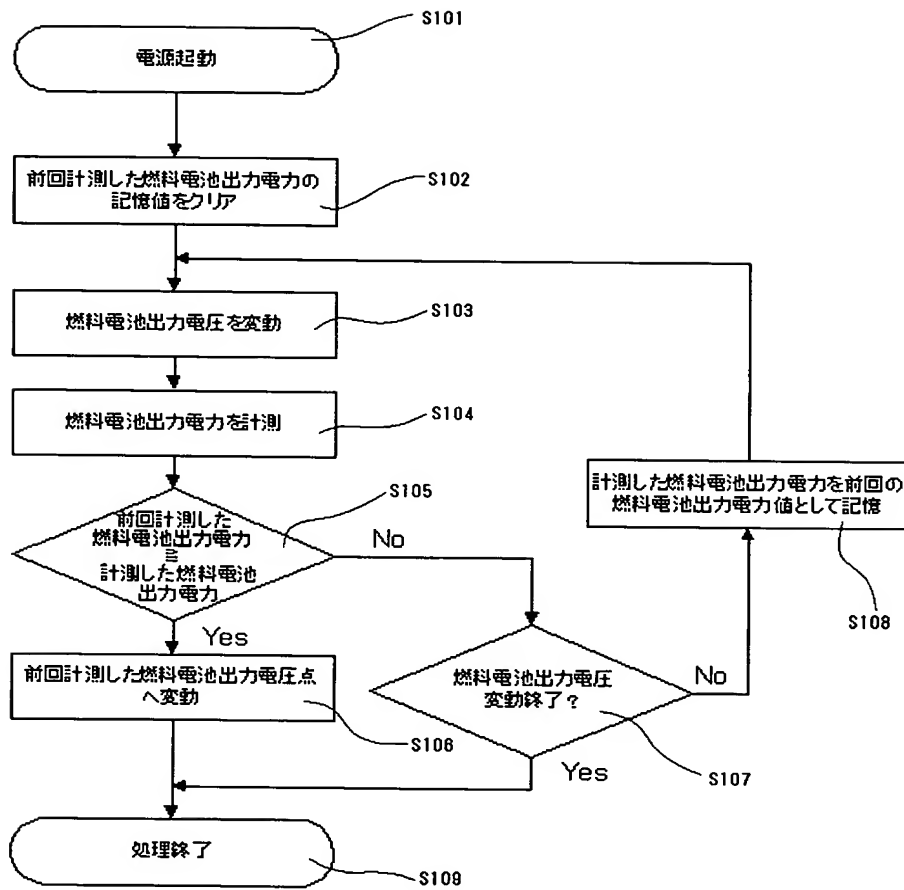 S101
電源起動
前回計測した燃料電池出力電力の
記憶値をクリア
S102
燃料電池出力電圧を変動
S103
燃料電池出力電力を計測
S104
S105
前回計測した
燃料電池出力電力
≧
計測した燃料電池
出力電力
No
Yes
計測した燃料電池出力電力を前回の
燃料電池出力電力値として記憶
S108
前回計測した燃料電池出力電圧点
へ変動
S106
燃料電池出力電圧
変動終了?
No
S107
Yes
処理終了
S109